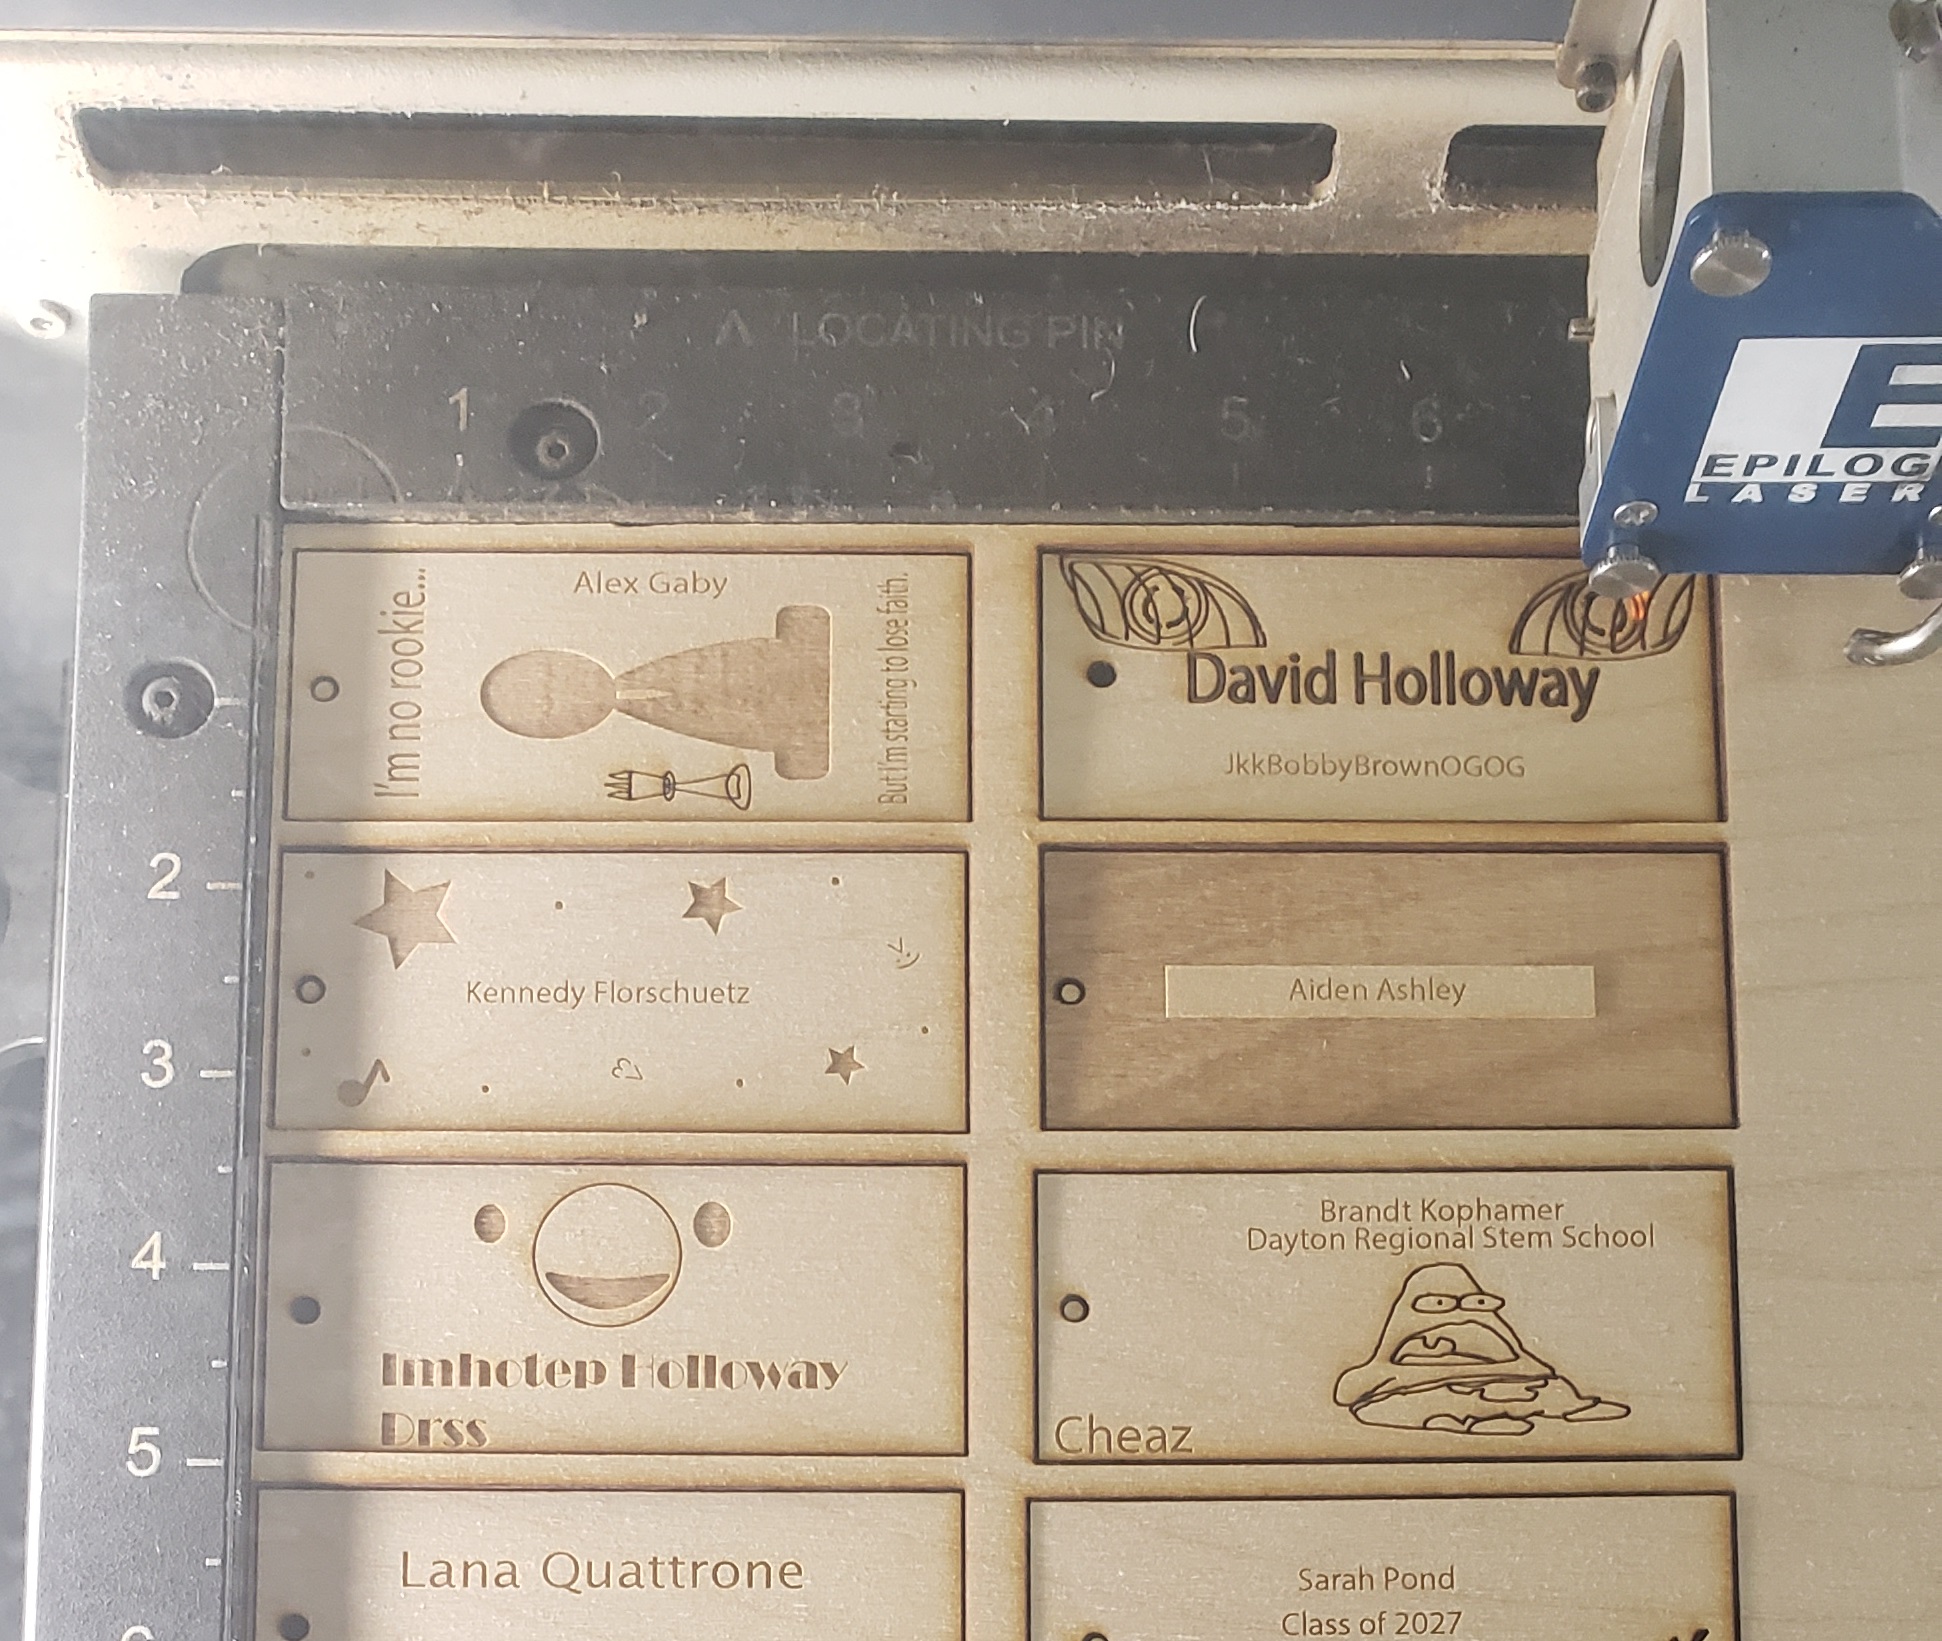 LOCATING PIN
1 2 3 4 5 6
E
EPILOG
LASER
I'm no rookie...
Alex Gaby
But I'm starting to lose faith.
David Holloway
JkkBobbyBrownOGOG
2
Kennedy Florschuetz
Aiden Ashley
3
4
Imhotep Holloway
Drss
Brandt Kophamer
Dayton Regional Stem School
Cheaz
5
Lana Quattrone
Sarah Pond
Class of 2027